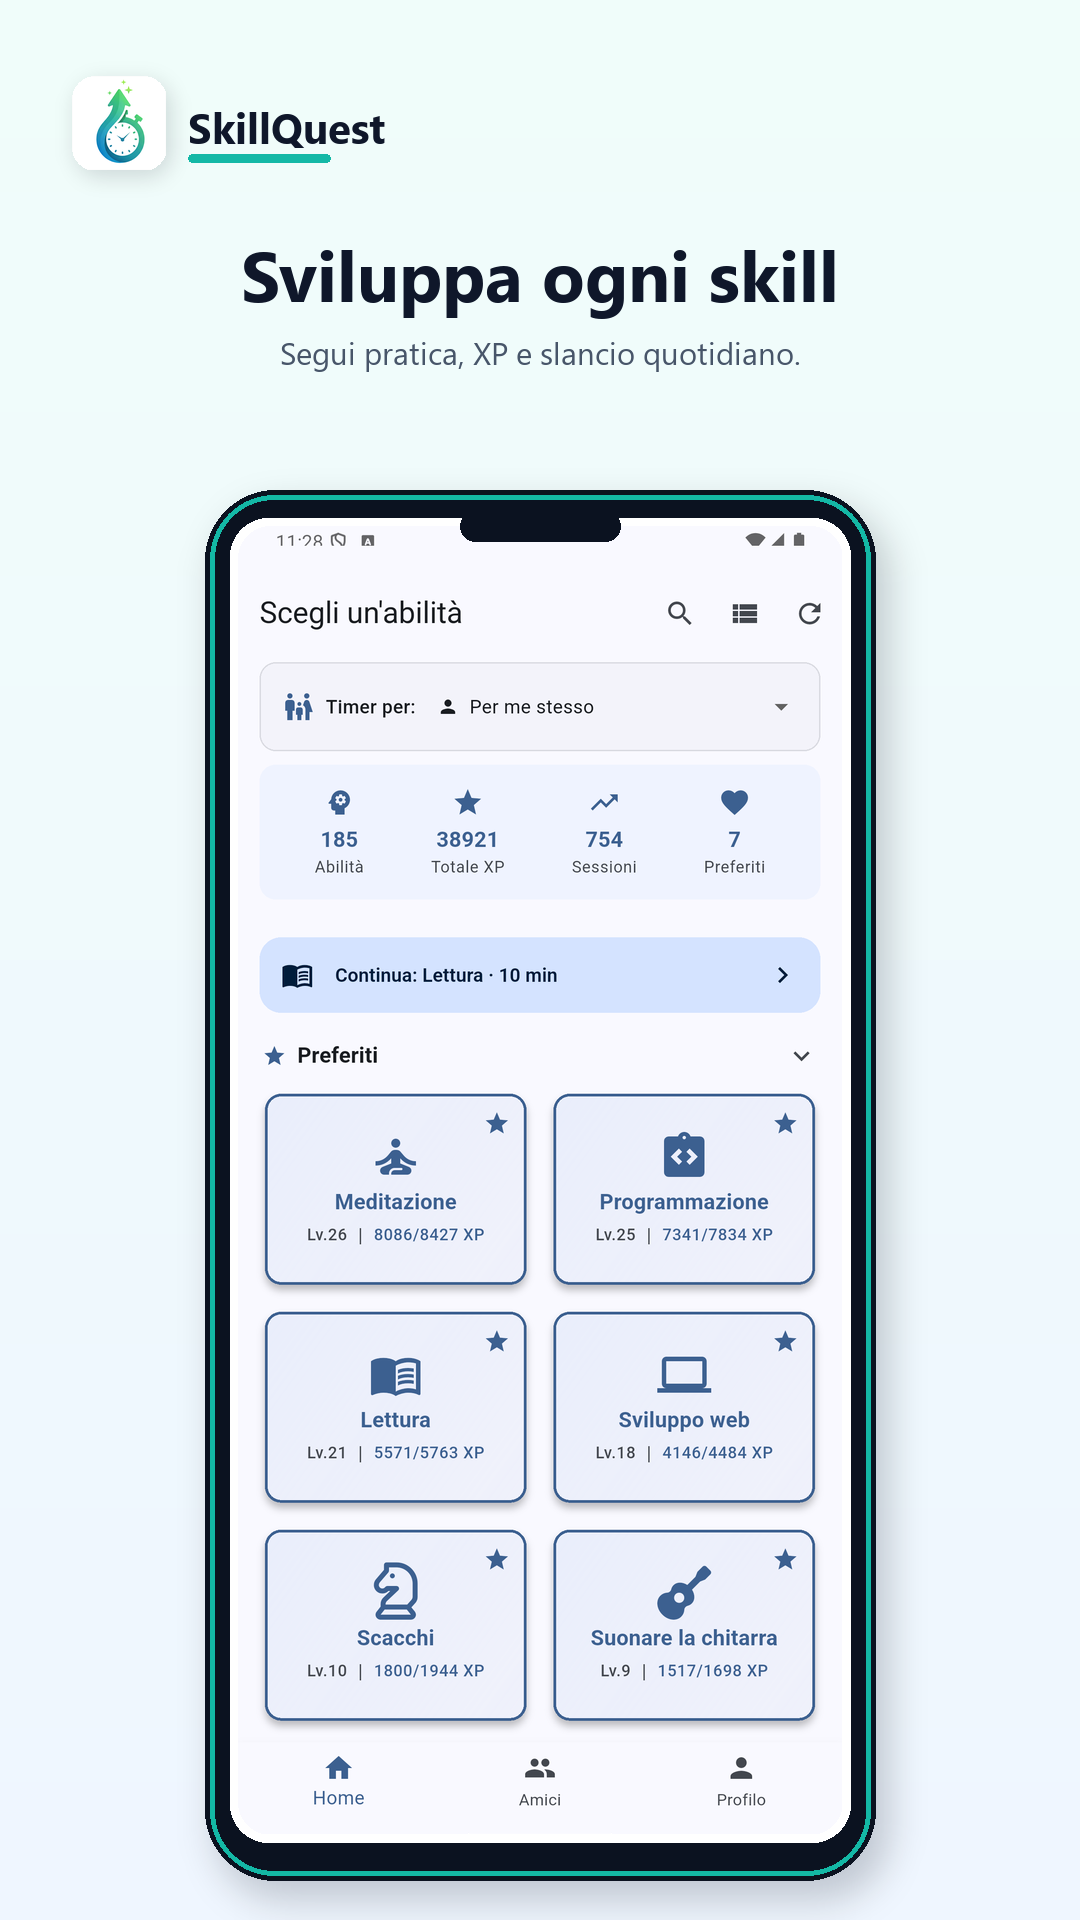 SkillQuest
Sviluppa ogni skill
Segui pratica, XP e slancio quotidiano.
11:28
Scegli un'abilità
Timer per: Per me stesso
185 38921 754 7
Abilità Totale XP Sessioni Preferiti
Continua: Lettura · 10 min
Preferiti
Meditazione
Lv.26 | 8086/8427 XP
Programmazione
Lv.25 | 7341/7834 XP
Lettura
Lv.21 | 5571/5763 XP
Sviluppo web
Lv.18 | 4146/4484 XP
Scacchi
Lv.10 | 1800/1944 XP
Suonare la chitarra
Lv.9 | 1517/1698 XP
Home Amici Profilo